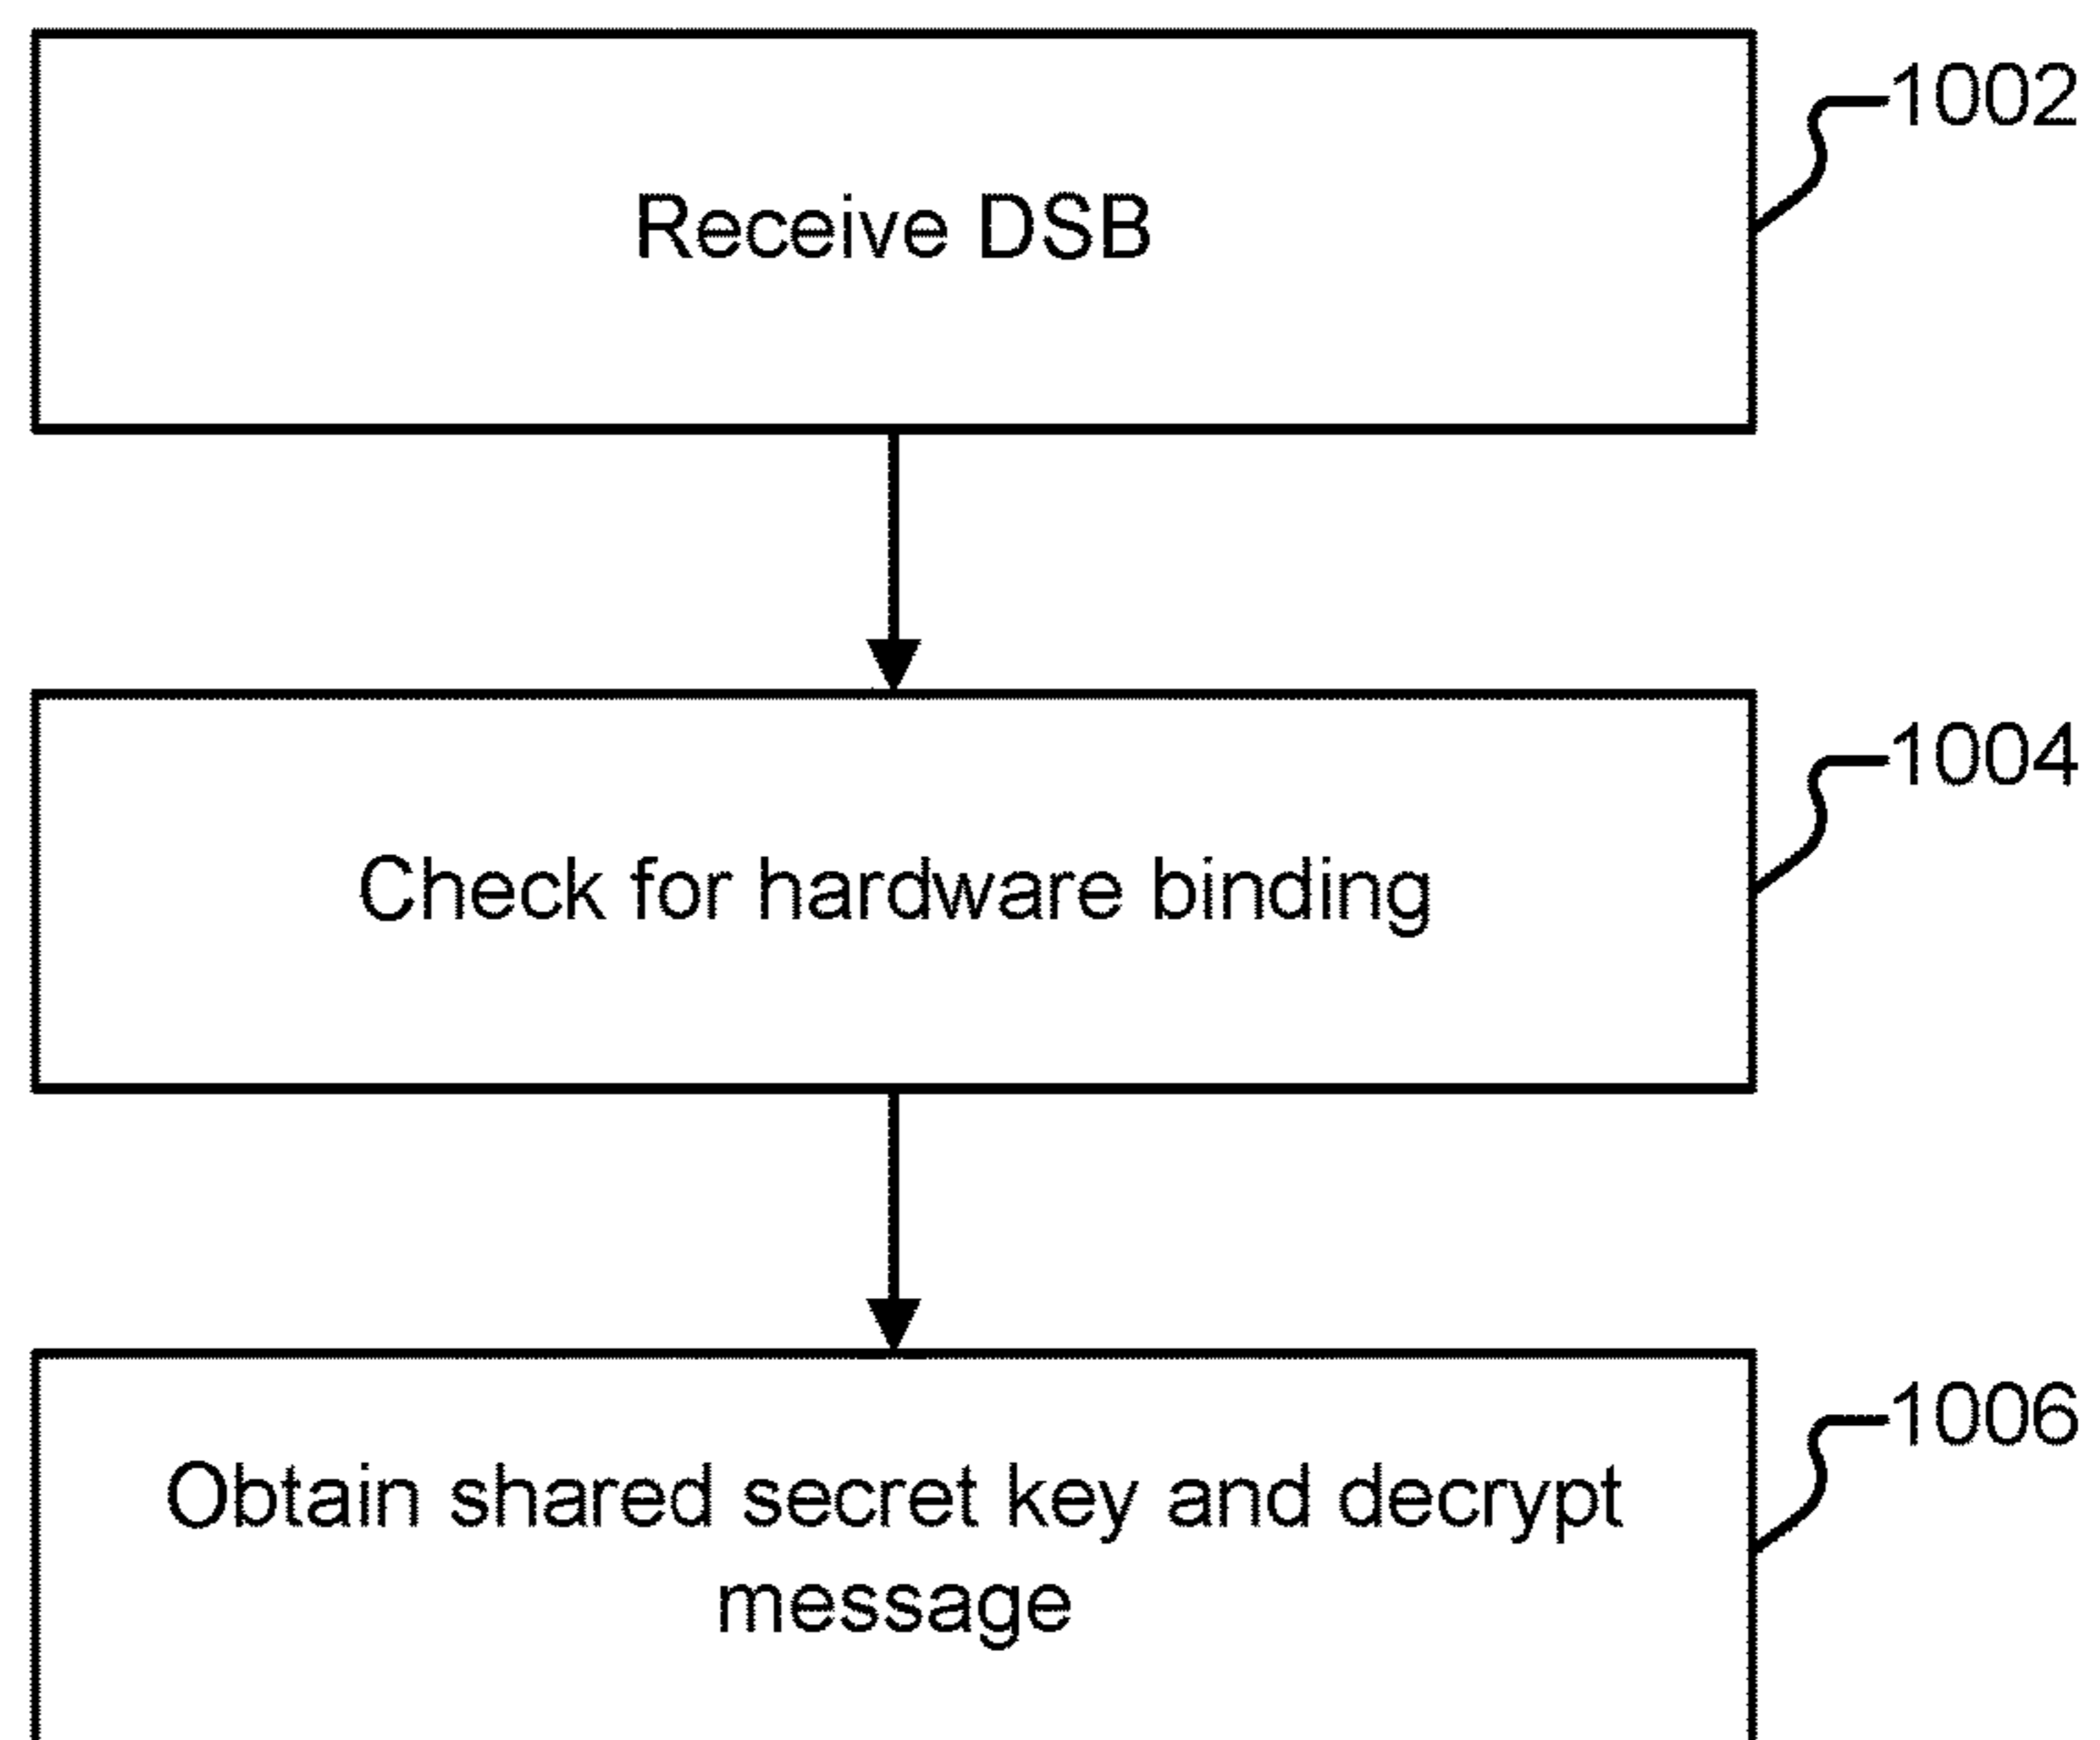 1002
Receive DSB
1004
Check for hardware binding
1006
Obtain shared secret key and decrypt
message